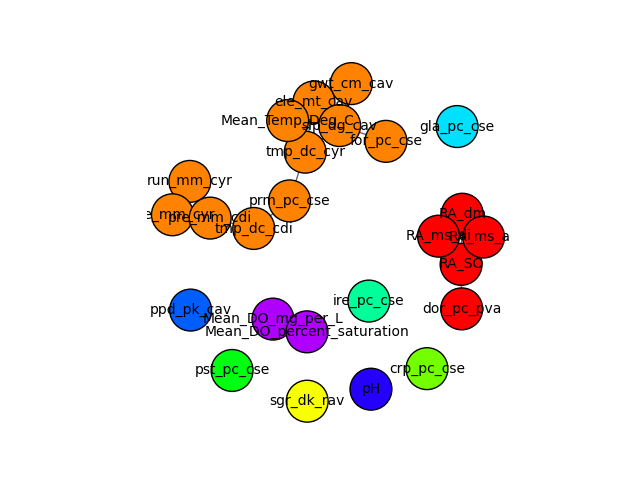 gwt_cm_cav
ele_mt_cav
Mean_Temp_Deg_C
slp_dg_cav
gla_pc_cse
for_pc_cse
tmp_dc_cyr
run_mm_cyr
prm_pc_cse
e_mm_cyr
pre_mm_cdi
tmp_dc_cdi
RA_dm
RA_ms_di
RA_ms_a
RA_SO
ire_pc_cse
dor_pc_pva
ppd_pk_cav
Mean_DO_mg_per_L
Mean_DO_percent_saturation
pst_pc_cse
crp_pc_cse
pH
sgr_dk_rav